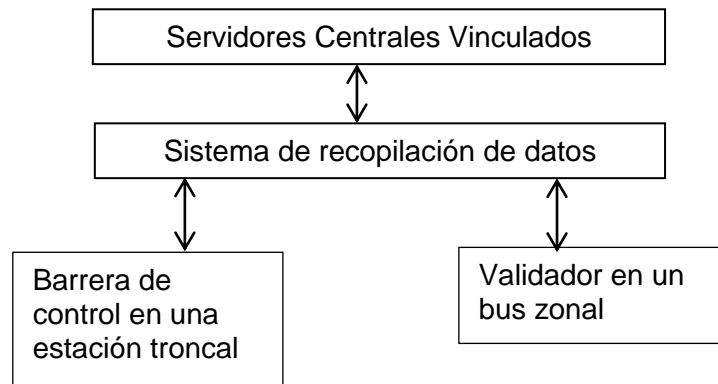 Servidores Centrales Vinculados
Sistema de recopilación de datos
Barrera de
control en una
estación troncal
Validador en un
bus zonal